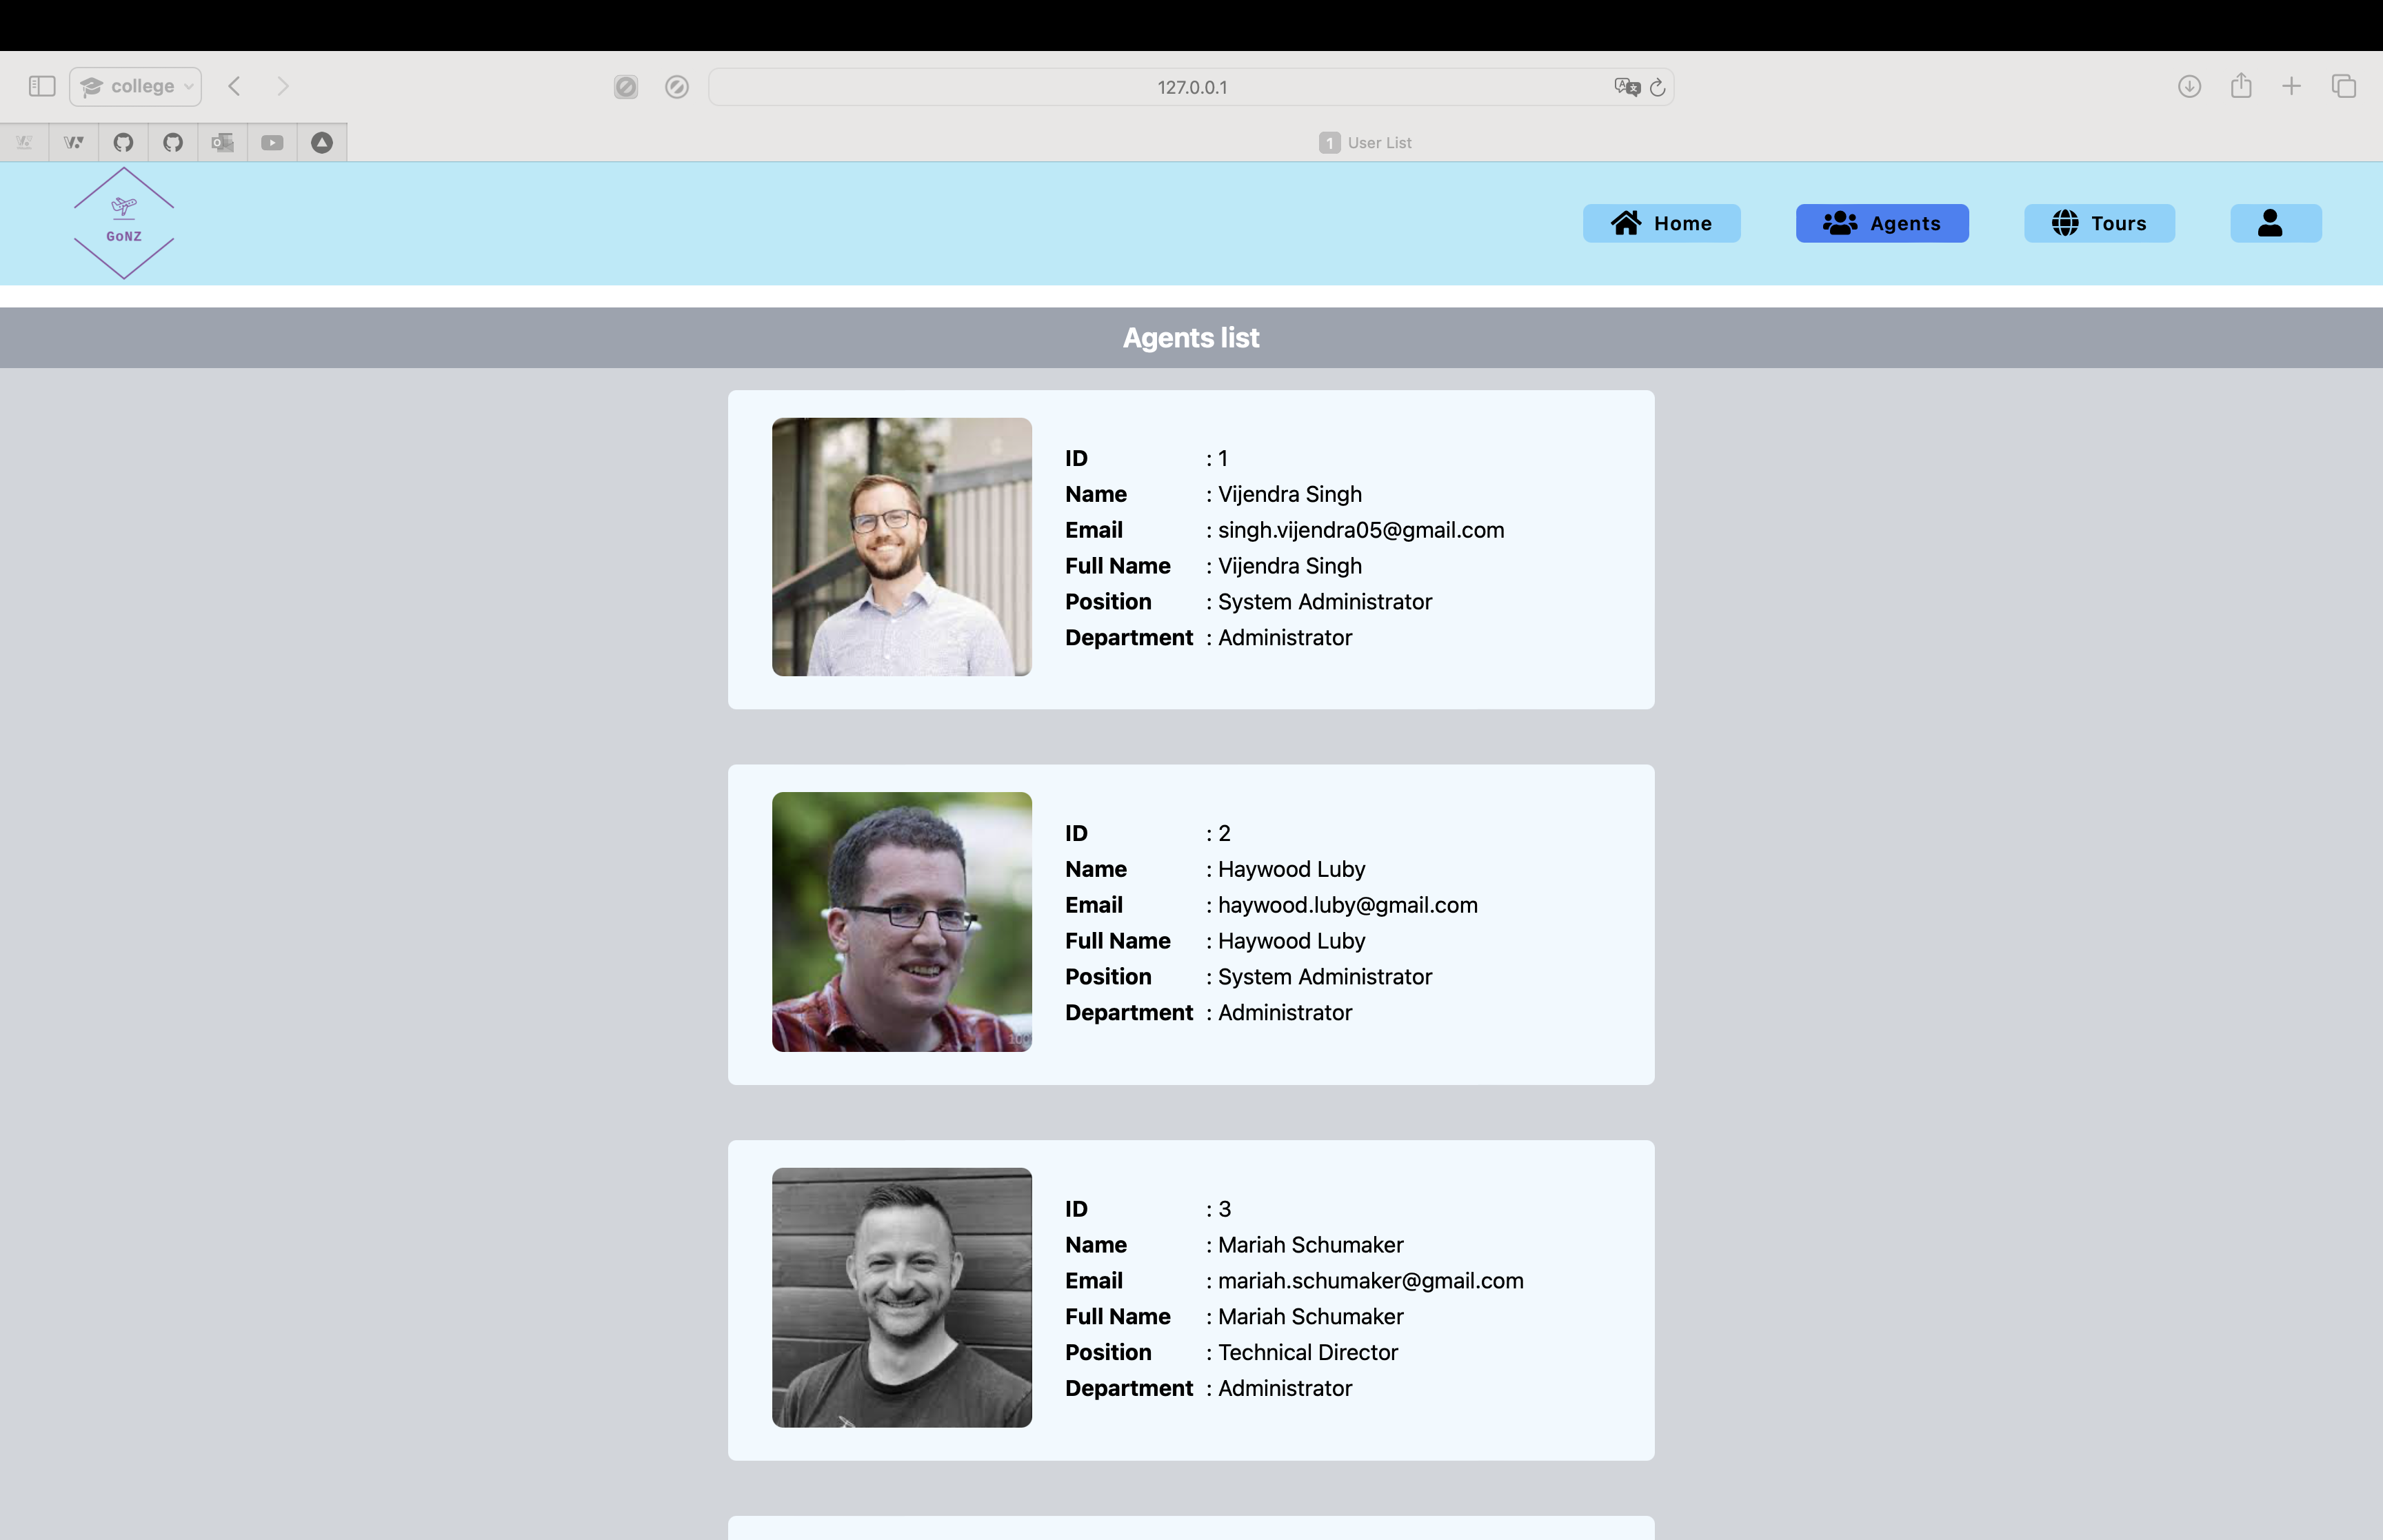 college
127.0.0.1
1 User List
GoNZ
Home
Agents
Tours
Agents list
ID : 1
Name : Vijendra Singh
Email : singh.vijendra05@gmail.com
Full Name : Vijendra Singh
Position : System Administrator
Department : Administrator
ID : 2
Name : Haywood Luby
Email : haywood.luby@gmail.com
Full Name : Haywood Luby
Position : System Administrator
Department : Administrator
ID : 3
Name : Mariah Schumaker
Email : mariah.schumaker@gmail.com
Full Name : Mariah Schumaker
Position : Technical Director
Department : Administrator